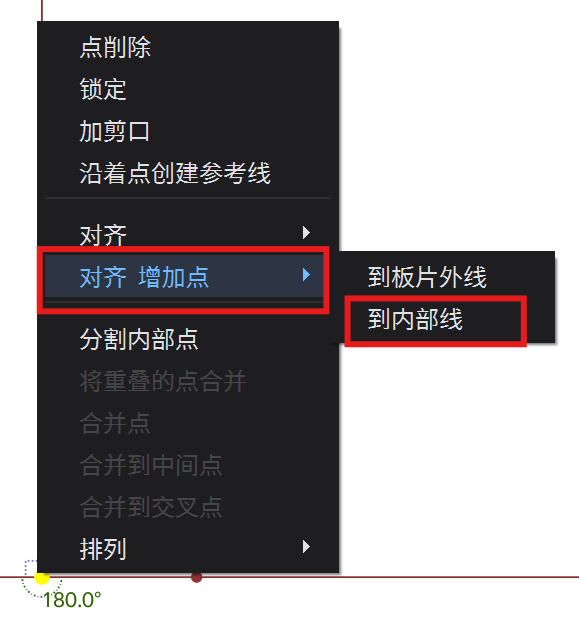 点删除
锁定
加剪口
沿着点创建参考线
对齐
对齐 增加点
到板片外线
到内部线
分割内部点
将重叠的点合并
合并点
合并到中间点
合并到交叉点
排列
180.0°